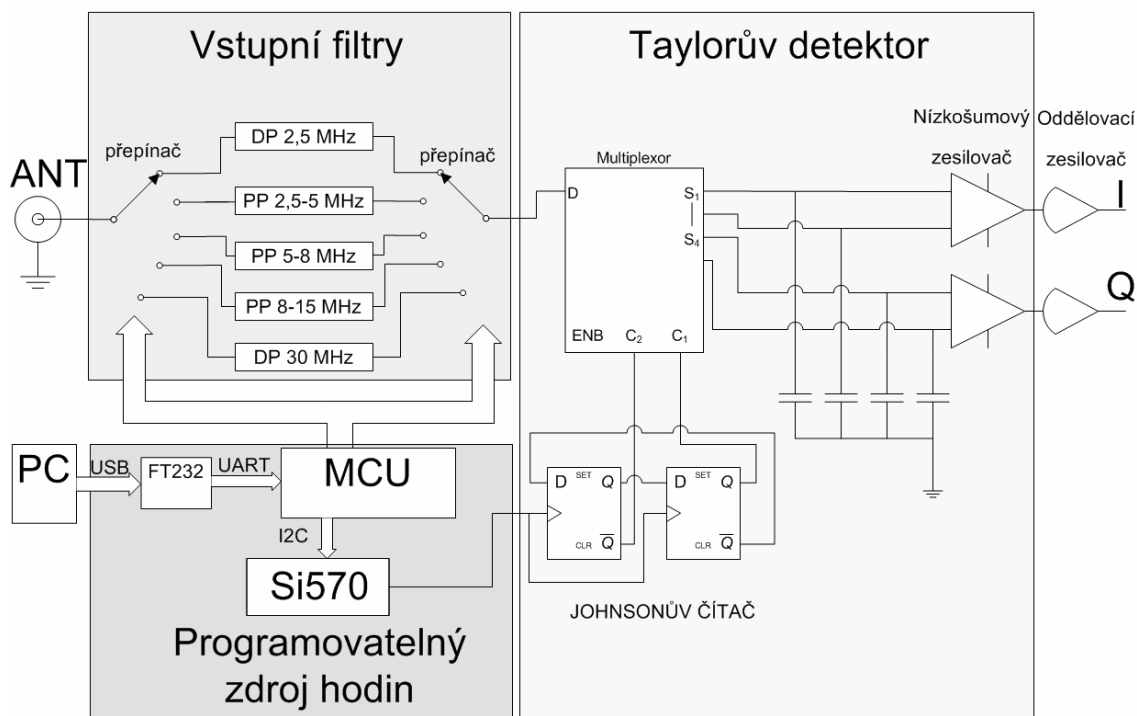 Vstupní filtry
Taylorův detektor
přepínač
DP 2,5 MHz
přepínač
PP 2,5-5 MHz
PP 5-8 MHz
PP 8-15 MHz
DP 30 MHz
ANT
Multiplexor
D
S1
S4
ENB
C2
C1
Nízkošumový
zesilovač
Oddělovací
zesilovač
I
Q
PC
USB
FT232
UART
MCU
I2C
Si570
Programovatelný
zdroj hodin
D
SET
Q
CLR
Q̅
D
SET
Q
CLR
Q̅
JOHNSONŮV ČÍTAČ